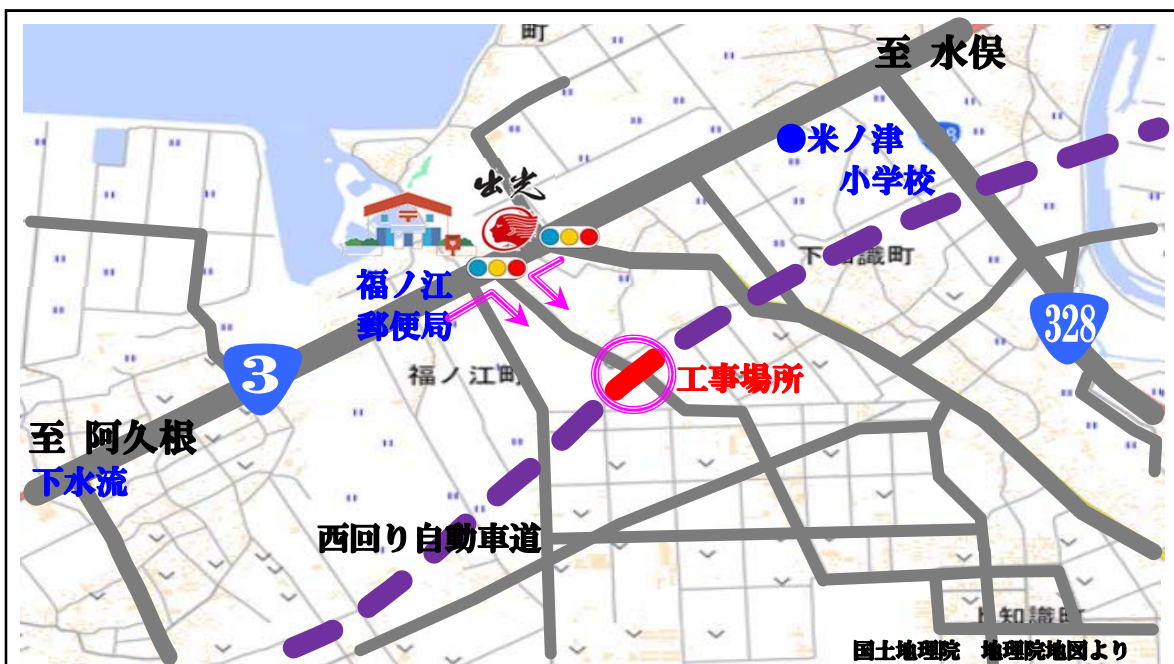 町
至 水俣
米ノ津
小学校
出光
下知識町
福ノ江
郵便局
328
3
福ノ江町
工事場所
至 阿久根
下水流
西回り自動車道
上知識町
国土地理院 地理院地図より